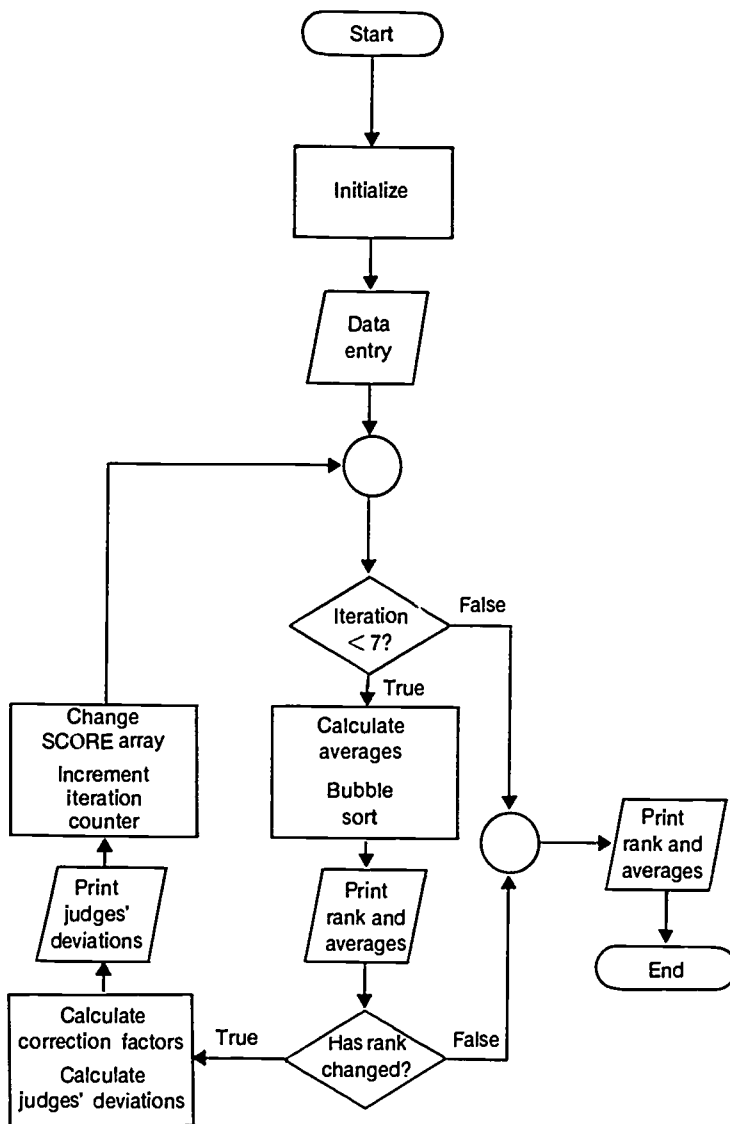 Start
Initialize
Data
entry
Iteration
< 7?
False
True
Calculate
averages
Bubble
sort
Print
rank and
averages
Has rank
changed?
True
False
Calculate
correction factors
Calculate
judges' deviations
Print
judges'
deviations
Change
SCORE array
Increment
iteration
counter
Print
rank and
averages
End